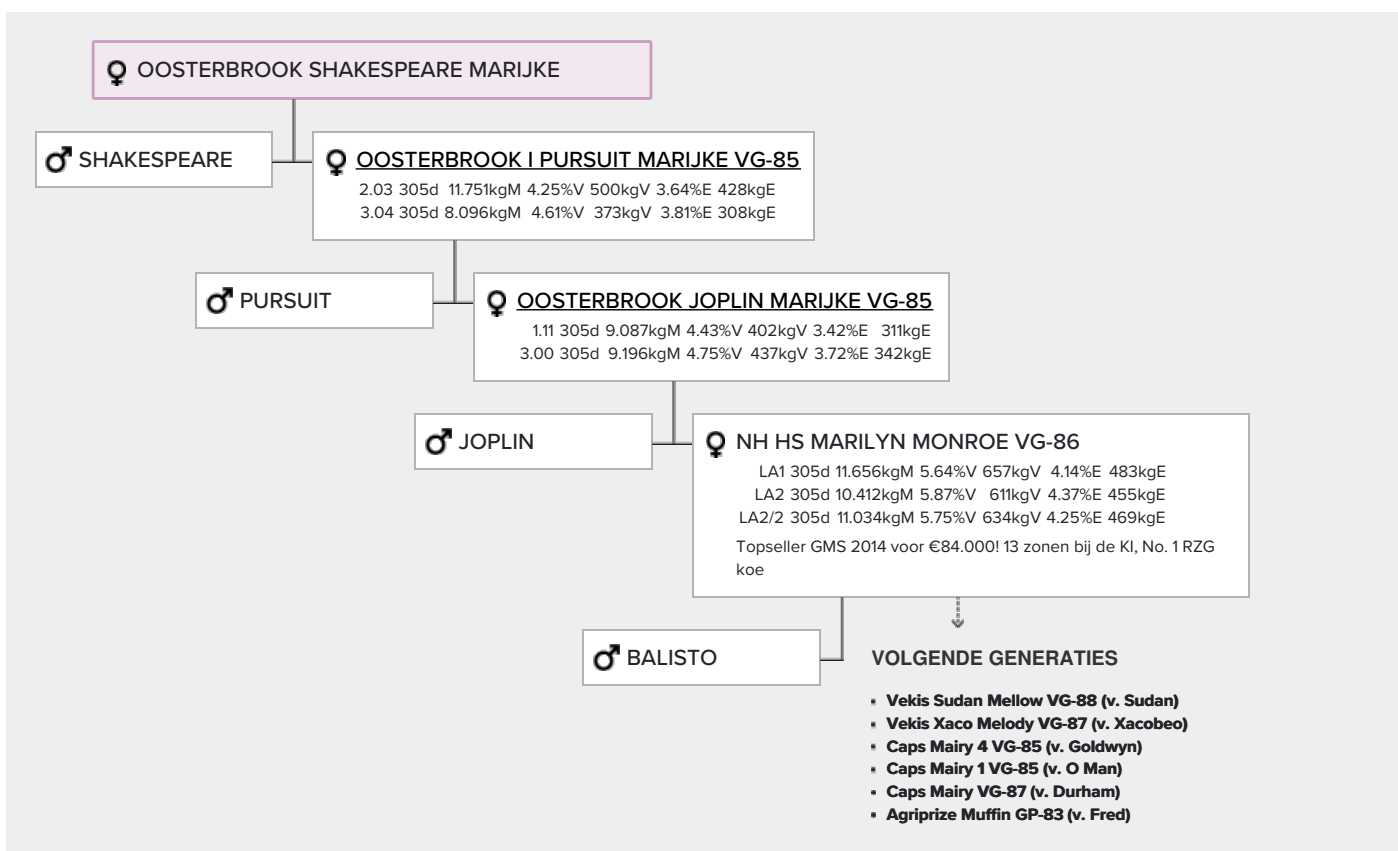 OOSTERBROOK SHAKESPEARE MARIJKE
SHAKESPEARE
OOSTERBROOK I PURSUIT MARIJKE VG-85
2.03 305d 11.751kgM 4.25%V 500kgV 3.64%E 428kgE
3.04 305d 8.096kgM 4.61%V 373kgV 3.81%E 308kgE
PURSUIT
OOSTERBROOK JOPLIN MARIJKE VG-85
1.11 305d 9.087kgM 4.43%V 402kgV 3.42%E 311kgE
3.00 305d 9.196kgM 4.75%V 437kgV 3.72%E 342kgE
JOPLIN
NH HS MARILYN MONROE VG-86
LA1 305d 11.656kgM 5.64%V 657kgV 4.14%E 483kgE
LA2 305d 10.412kgM 5.87%V 611kgV 4.37%E 455kgE
LA2/2 305d 11.034kgM 5.75%V 634kgV 4.25%E 469kgE
Topseller GMS 2014 voor €84.000! 13 zonen bij de KI, No. 1 RZG
koe
BALISTO
VOLGENDE GENERATIES
Vekis Sudan Mellow VG-88 (v. Sudan)
Vekis Xaco Melody VG-87 (v. Xacobeo)
Caps Mairy 4 VG-85 (v. Goldwyn)
Caps Mairy 1 VG-85 (v. O Man)
Caps Mairy VG-87 (v. Durham)
Agriprize Muffin GP-83 (v. Fred)